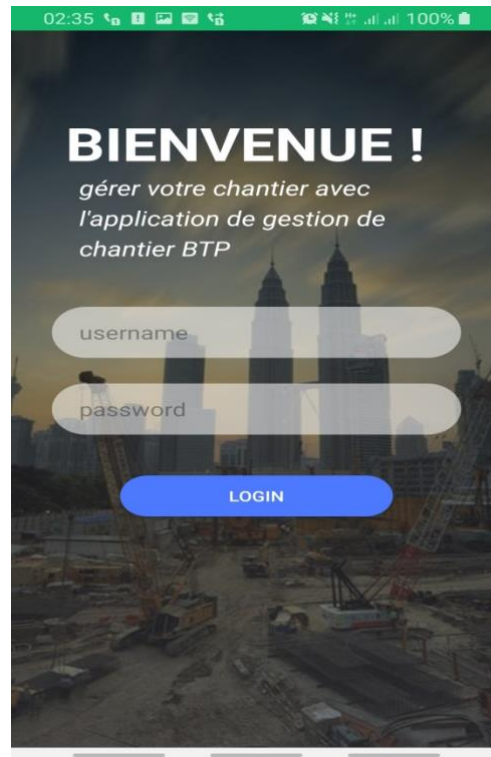 02:35 100%
BIENVENUE !
gérer votre chantier avec
l'application de gestion de
chantier BTP
username
password
LOGIN